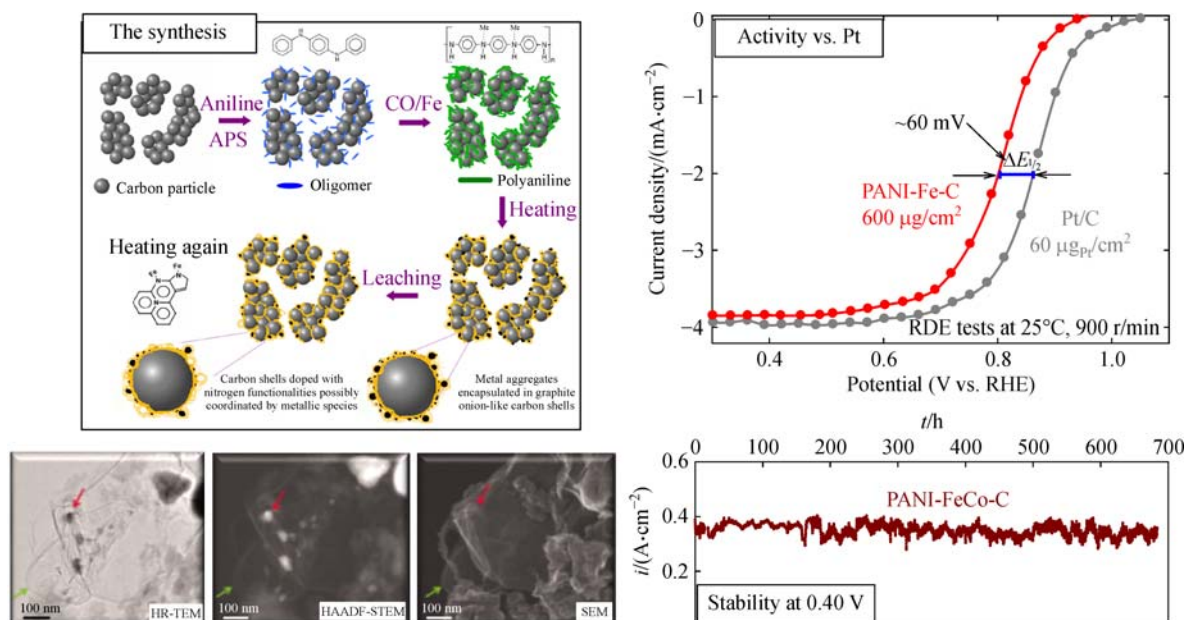 The synthesis
Me
Me
N
H
N
H
N
R
N
R
N
R
N
R
n
Aniline
APS
CO/Fe
Carbon particle
Oligomer
Polyaniline
Heating
Heating again
Leaching
Fe
N
Carbon shells doped with
nitrogen functionalities possibly
coordinated by metallic species
Metal aggregates
encapsulated in graphite
onion-like carbon shells
100 nm
HR-TEM
100 nm
HAADF-STEM
100 nm
SEM
Activity vs. Pt
0
−1
−2
−3
−4
Current density/(mA·cm−2)
~60 mV
ΔE1/2
PANI-Fe-C
600 μg/cm2
Pt/C
60 μgPt/cm2
RDE tests at 25°C, 900 r/min
0.4 0.6 0.8 1.0
Potential (V vs. RHE)
t/h
0 100 200 300 400 500 600 700
0.6
0.4
0.2
i/(A·cm−2)
PANI-FeCo-C
Stability at 0.40 V